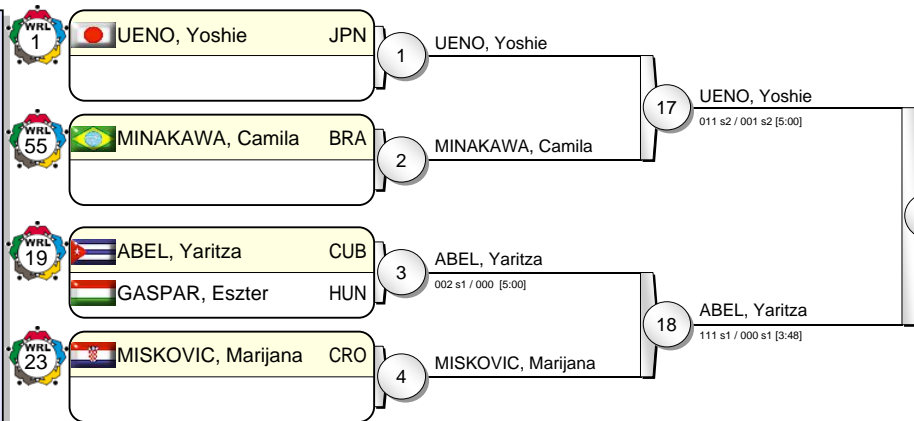 WRL
1
UENO, Yoshie JPN
1
UENO, Yoshie
17
UENO, Yoshie
011 s2 / 001 s2 [5:00]
WRL
55
MINAKAWA, Camila BRA
2
MINAKAWA, Camila
WRL
19
ABEL, Yaritza CUB
GASPAR, Eszter HUN
3
ABEL, Yaritza
002 s1 / 000 [5:00]
18
ABEL, Yaritza
111 s1 / 000 s1 [3:48]
WRL
23
MISKOVIC, Marijana CRO
4
MISKOVIC, Marijana